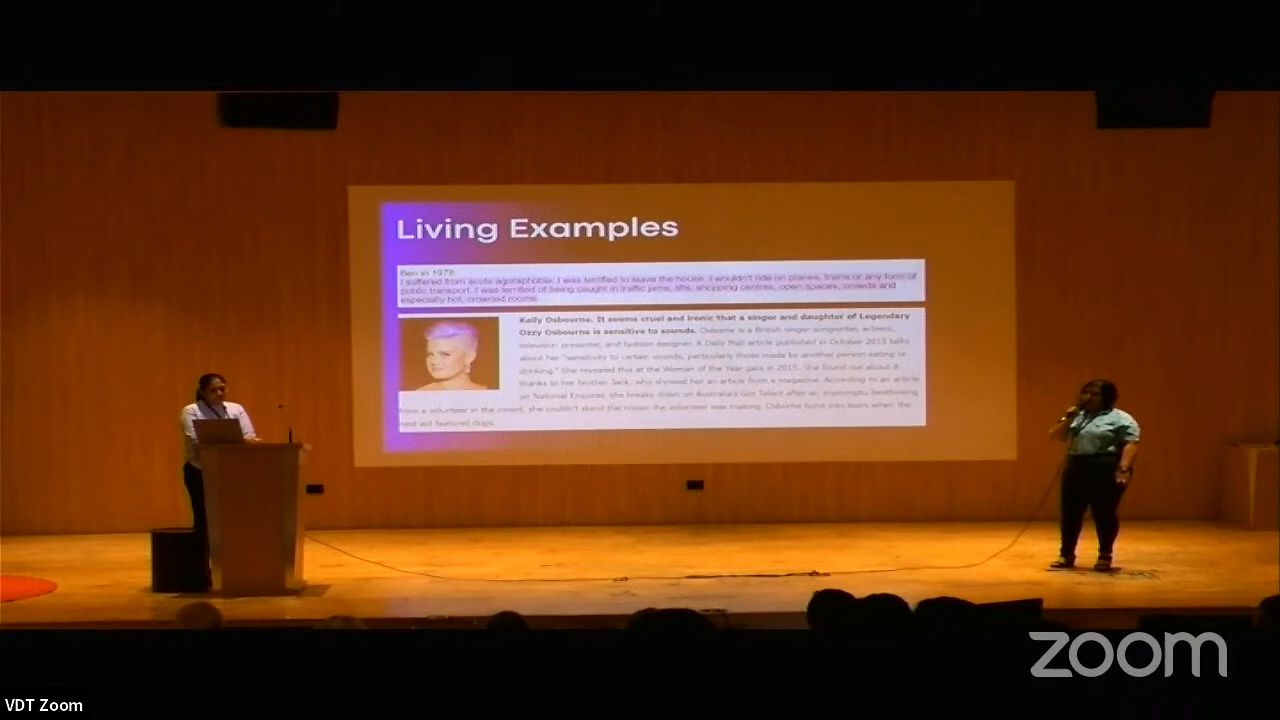 Living Examples
Ben in 1978:
I suffered from acute agoraphobia. I was terrified to leave the house. I wouldn't ride on planes, trains or any form of
public transport. I was terrified of being caught in traffic jams, lifts, shopping centres, open spaces, crowds and
especially hot, crowded rooms.
Kelly Osbourne. It seems cruel and ironic that a singer and daughter of Legendary
Ozzy Osbourne is sensitive to sounds. Osborne is a British singer-songwriter, actress,
television presenter, and fashion designer. A Daily Mail article published in October 2015 talks
about her "sensitivity to certain sounds, particularly those made by another person eating or
drinking." She revealed this at the Woman of the Year gala in 2015. She found out about it
thanks to her brother Jack, who showed her an article from a magazine. According to an article
on National Enquirer, she breaks down on Australia's Got Talent after an impromptu beatboxing
from a volunteer in the crowd, she couldn't stand the noises the volunteer was making. Osborne burst into tears when the
next act featured dogs.
zoom
VDT Zoom